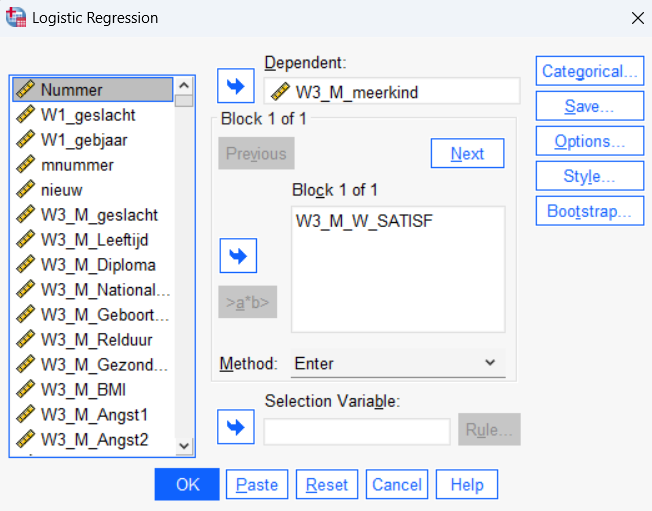 Logistic Regression
Nummer
W1_geslacht
W1_gebjaar
mnummer
nieuw
W3_M_geslacht
W3_M_Leeftijd
W3_M_Diploma
W3_M_National...
W3_M_Geboort...
W3_M_Relduur
W3_M_Gezond...
W3_M_BMI
W3_M_Angst1
W3_M_Angst2
Dependent:
W3_M_meerkind
Block 1 of 1
Previous
Next
Block 1 of 1
W3_M_W_SATISF
>a*b>
Method:
Enter
Selection Variable:
Rule...
Categorical...
Save...
Options...
Style...
Bootstrap...
OK
Paste
Reset
Cancel
Help